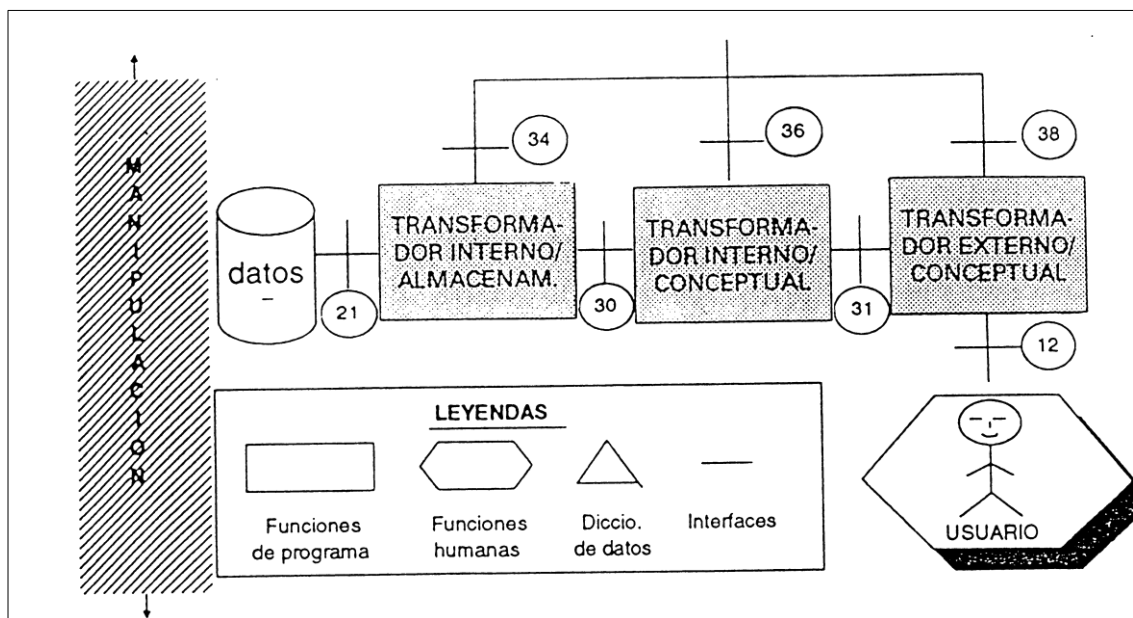 MANIPULACION
34
36
38
datos
21
TRANSFORMA-
DOR INTERNO/
ALMACENAM.
30
TRANSFORMA-
DOR INTERNO/
CONCEPTUAL
31
TRANSFORMA-
DOR EXTERNO/
CONCEPTUAL
12
LEYENDAS
Funciones
de programa
Funciones
humanas
Diccio.
de datos
Interfaces
USUARIO